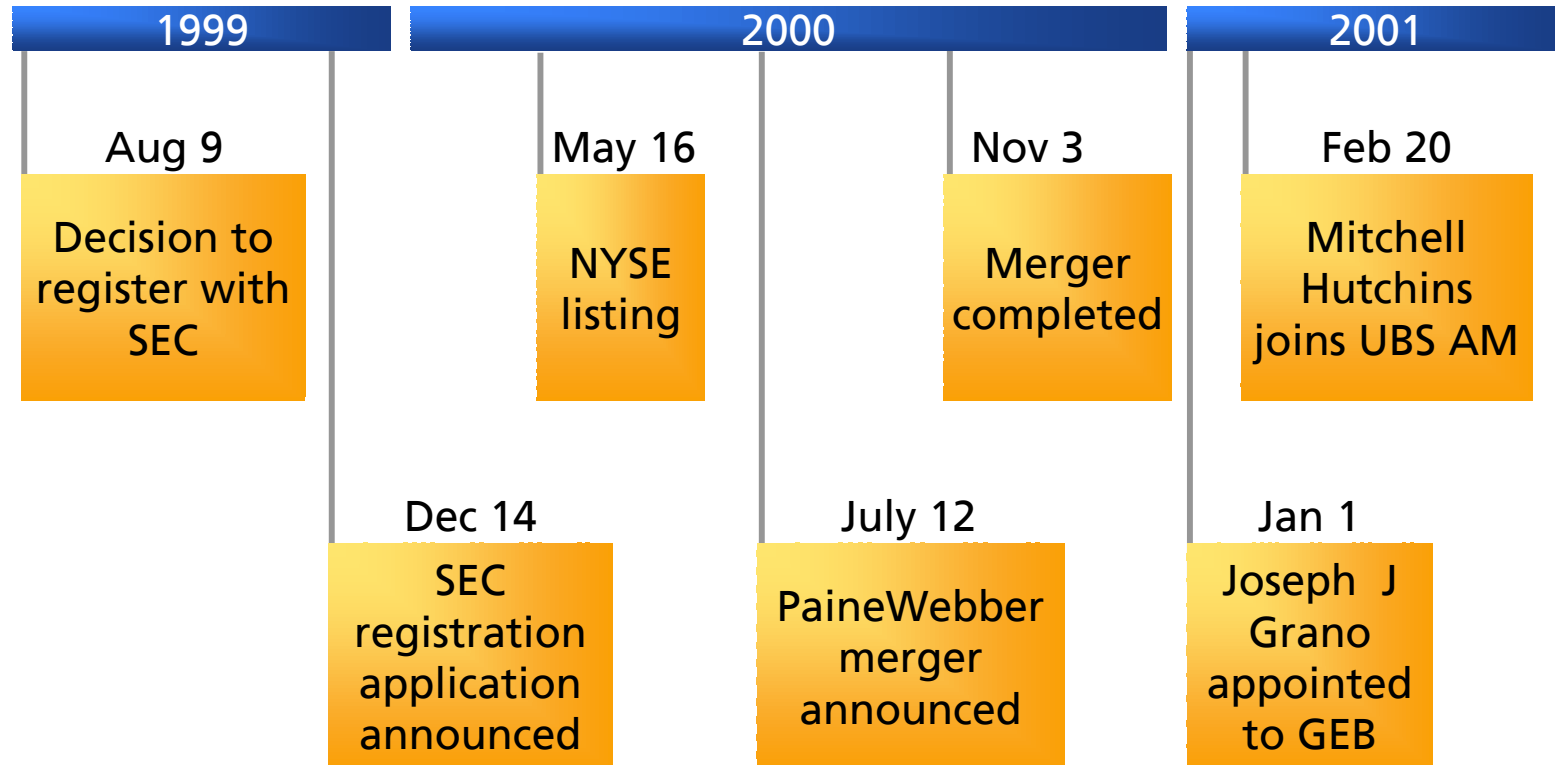 1999
2000
2001
Aug 9
Decision to
register with
SEC
May 16
NYSE
listing
Nov 3
Merger
completed
Feb 20
Mitchell
Hutchins
joins UBS AM
Dec 14
SEC
registration
application
announced
July 12
PaineWebber
merger
announced
Jan 1
Joseph J
Grano
appointed
to GEB